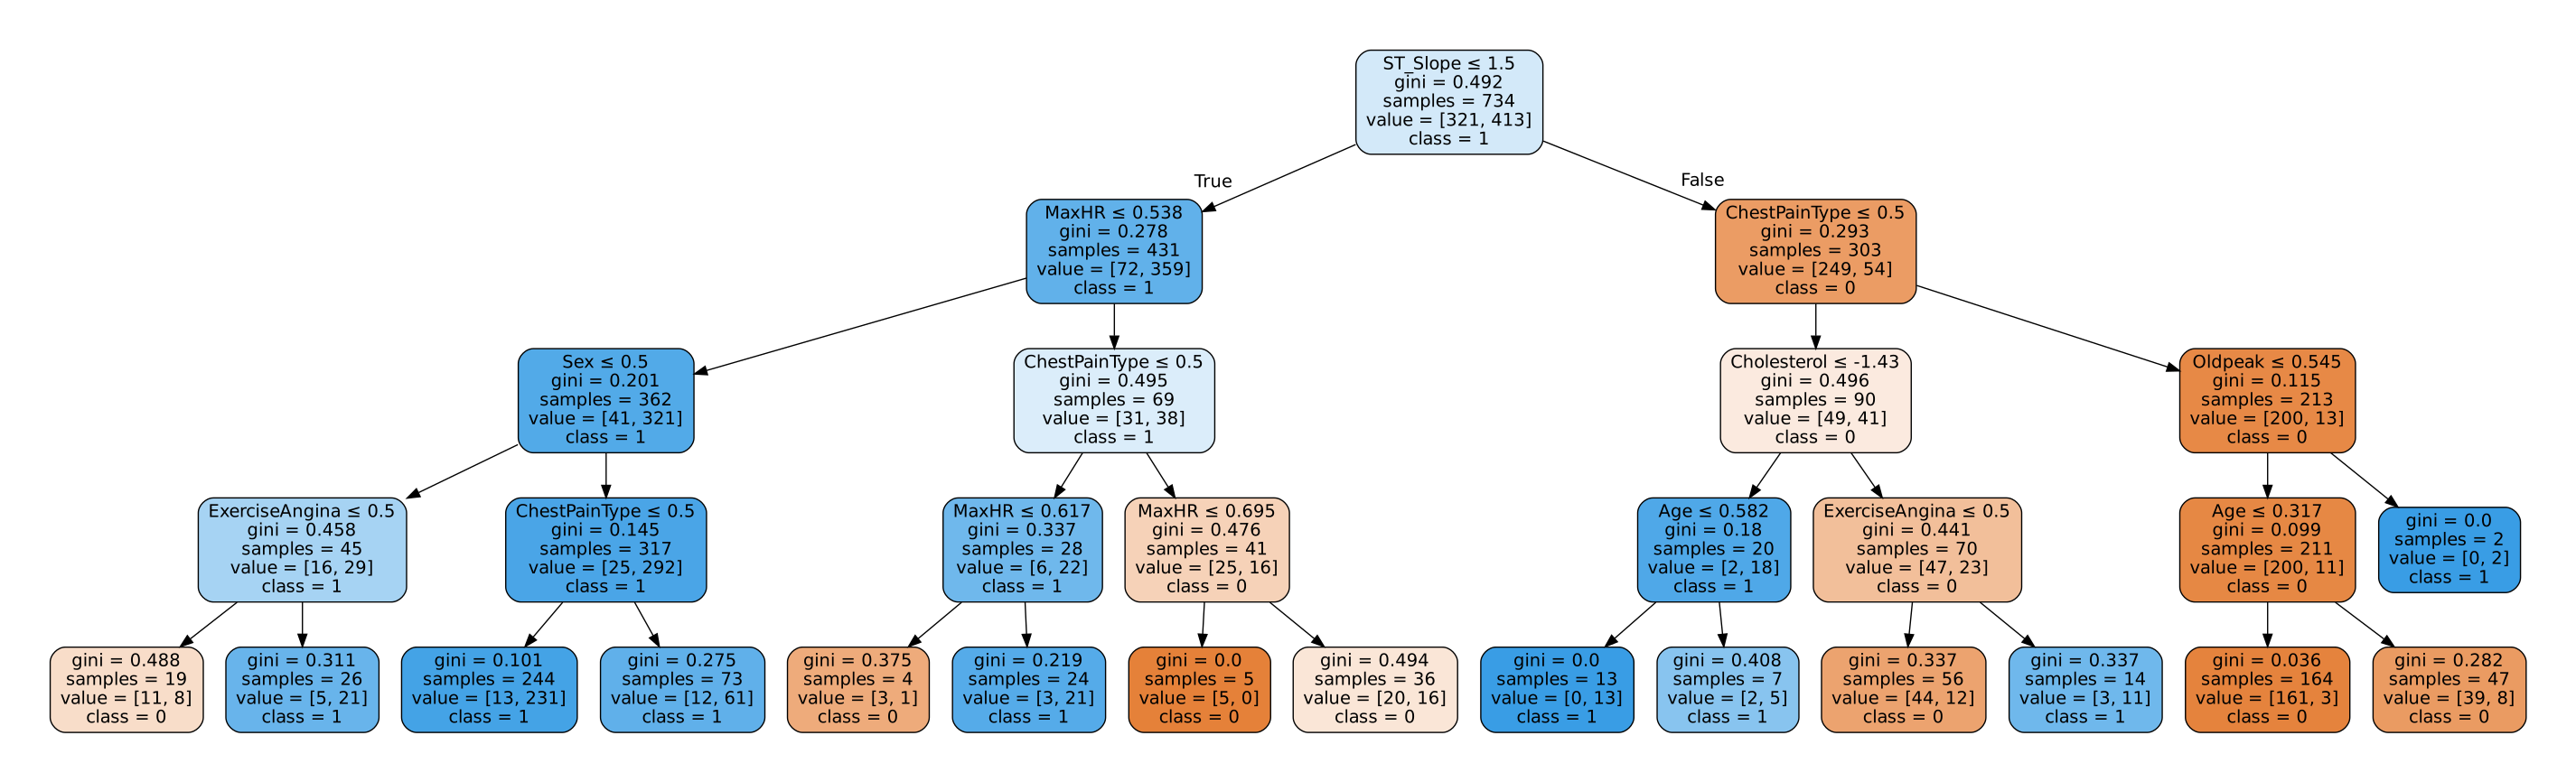 ST_Slope ≤ 1.5
gini = 0.492
samples = 734
value = [321, 413]
class = 1
True
False
MaxHR ≤ 0.538
gini = 0.278
samples = 431
value = [72, 359]
class = 1
ChestPainType ≤ 0.5
gini = 0.293
samples = 303
value = [249, 54]
class = 0
Sex ≤ 0.5
gini = 0.201
samples = 362
value = [41, 321]
class = 1
ChestPainType ≤ 0.5
gini = 0.495
samples = 69
value = [31, 38]
class = 1
Cholesterol ≤ -1.43
gini = 0.496
samples = 90
value = [49, 41]
class = 0
Oldpeak ≤ 0.545
gini = 0.115
samples = 213
value = [200, 13]
class = 0
ExerciseAngina ≤ 0.5
gini = 0.458
samples = 45
value = [16, 29]
class = 1
ChestPainType ≤ 0.5
gini = 0.145
samples = 317
value = [25, 292]
class = 1
MaxHR ≤ 0.617
gini = 0.337
samples = 28
value = [6, 22]
class = 1
MaxHR ≤ 0.695
gini = 0.476
samples = 41
value = [25, 16]
class = 0
Age ≤ 0.582
gini = 0.18
samples = 20
value = [2, 18]
class = 1
ExerciseAngina ≤ 0.5
gini = 0.441
samples = 70
value = [47, 23]
class = 0
Age ≤ 0.317
gini = 0.099
samples = 211
value = [200, 11]
class = 0
gini = 0.0
samples = 2
value = [0, 2]
class = 1
gini = 0.488
samples = 19
value = [11, 8]
class = 0
gini = 0.311
samples = 26
value = [5, 21]
class = 1
gini = 0.101
samples = 244
value = [13, 231]
class = 1
gini = 0.275
samples = 73
value = [12, 61]
class = 1
gini = 0.375
samples = 4
value = [3, 1]
class = 0
gini = 0.219
samples = 24
value = [3, 21]
class = 1
gini = 0.0
samples = 5
value = [5, 0]
class = 0
gini = 0.494
samples = 36
value = [20, 16]
class = 0
gini = 0.0
samples = 13
value = [0, 13]
class = 1
gini = 0.408
samples = 7
value = [2, 5]
class = 1
gini = 0.337
samples = 56
value = [44, 12]
class = 0
gini = 0.337
samples = 14
value = [3, 11]
class = 1
gini = 0.036
samples = 164
value = [161, 3]
class = 0
gini = 0.282
samples = 47
value = [39, 8]
class = 0